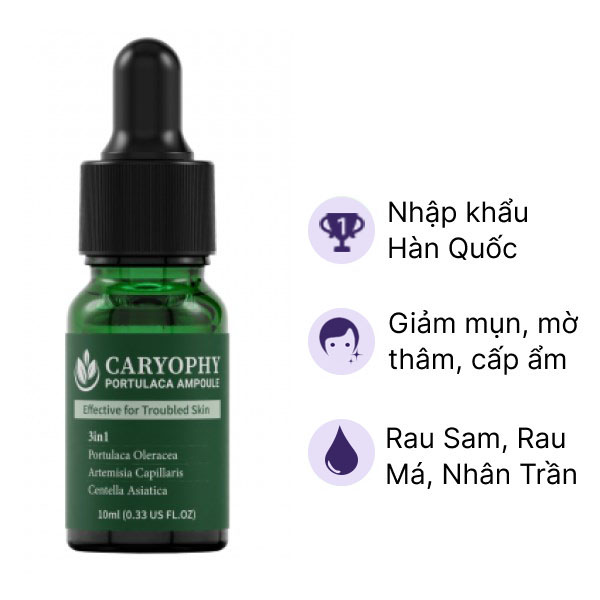 CARYOPHY
PORTULACA AMPOULE
Effective for Troubled Skin
3in1
Portulaca Oleracea
Artemisia Capillaris
Centella Asiatica
10ml (0.33 US FL.OZ)
1
Nhập khẩu
Hàn Quốc
Giảm mụn, mờ
thâm, cấp ẩm
Rau Sam, Rau
Má, Nhân Trần